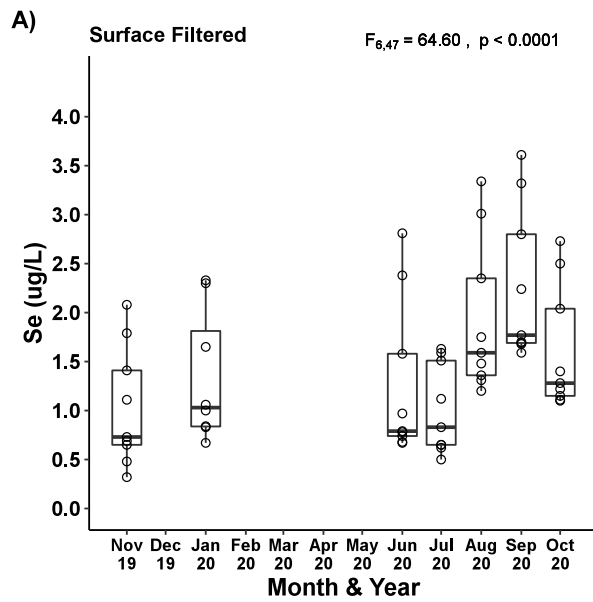 A)
Surface Filtered
F6,47 = 64.60 , p < 0.0001
Se (ug/L)
4.0
3.5
3.0
2.5
2.0
1.5
1.0
0.5
0.0
Nov Dec Jan Feb Mar Apr May Jun Jul Aug Sep Oct
19 19 20 20 20 20 20 20 20 20 20 20
Month & Year